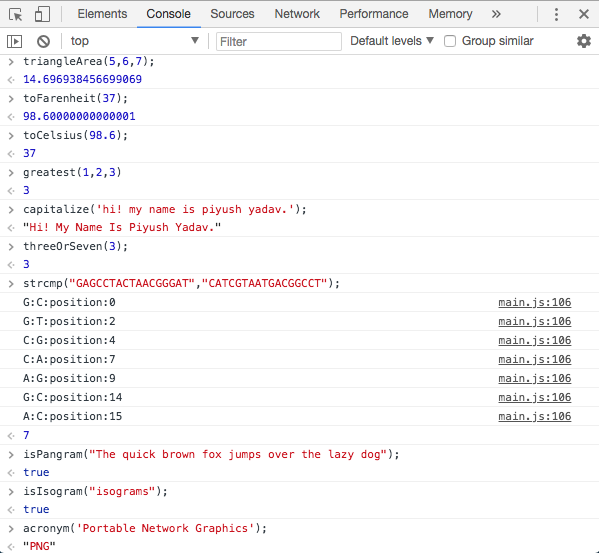 Elements Console Sources Network Performance Memory »
top ▼ Filter Default levels ▼ Group similar
triangleArea(5,6,7);
14.696938456699069
toFarenheit(37);
98.60000000000001
toCelsius(98.6);
37
greatest(1,2,3)
3
capitalize('hi! my name is piyush yadav.');
"Hi! My Name Is Piyush Yadav."
threeOrSeven(3);
3
strcmp("GAGCCTACTAACGGGAT","CATCGTAATGACGGCCT");
G:C:position:0 main.js:106
G:T:position:2 main.js:106
C:G:position:4 main.js:106
C:A:position:7 main.js:106
A:G:position:9 main.js:106
G:C:position:14 main.js:106
A:C:position:15 main.js:106
7
isPangram("The quick brown fox jumps over the lazy dog");
true
isIsogram("isograms");
true
acronym('Portable Network Graphics');
"PNG"